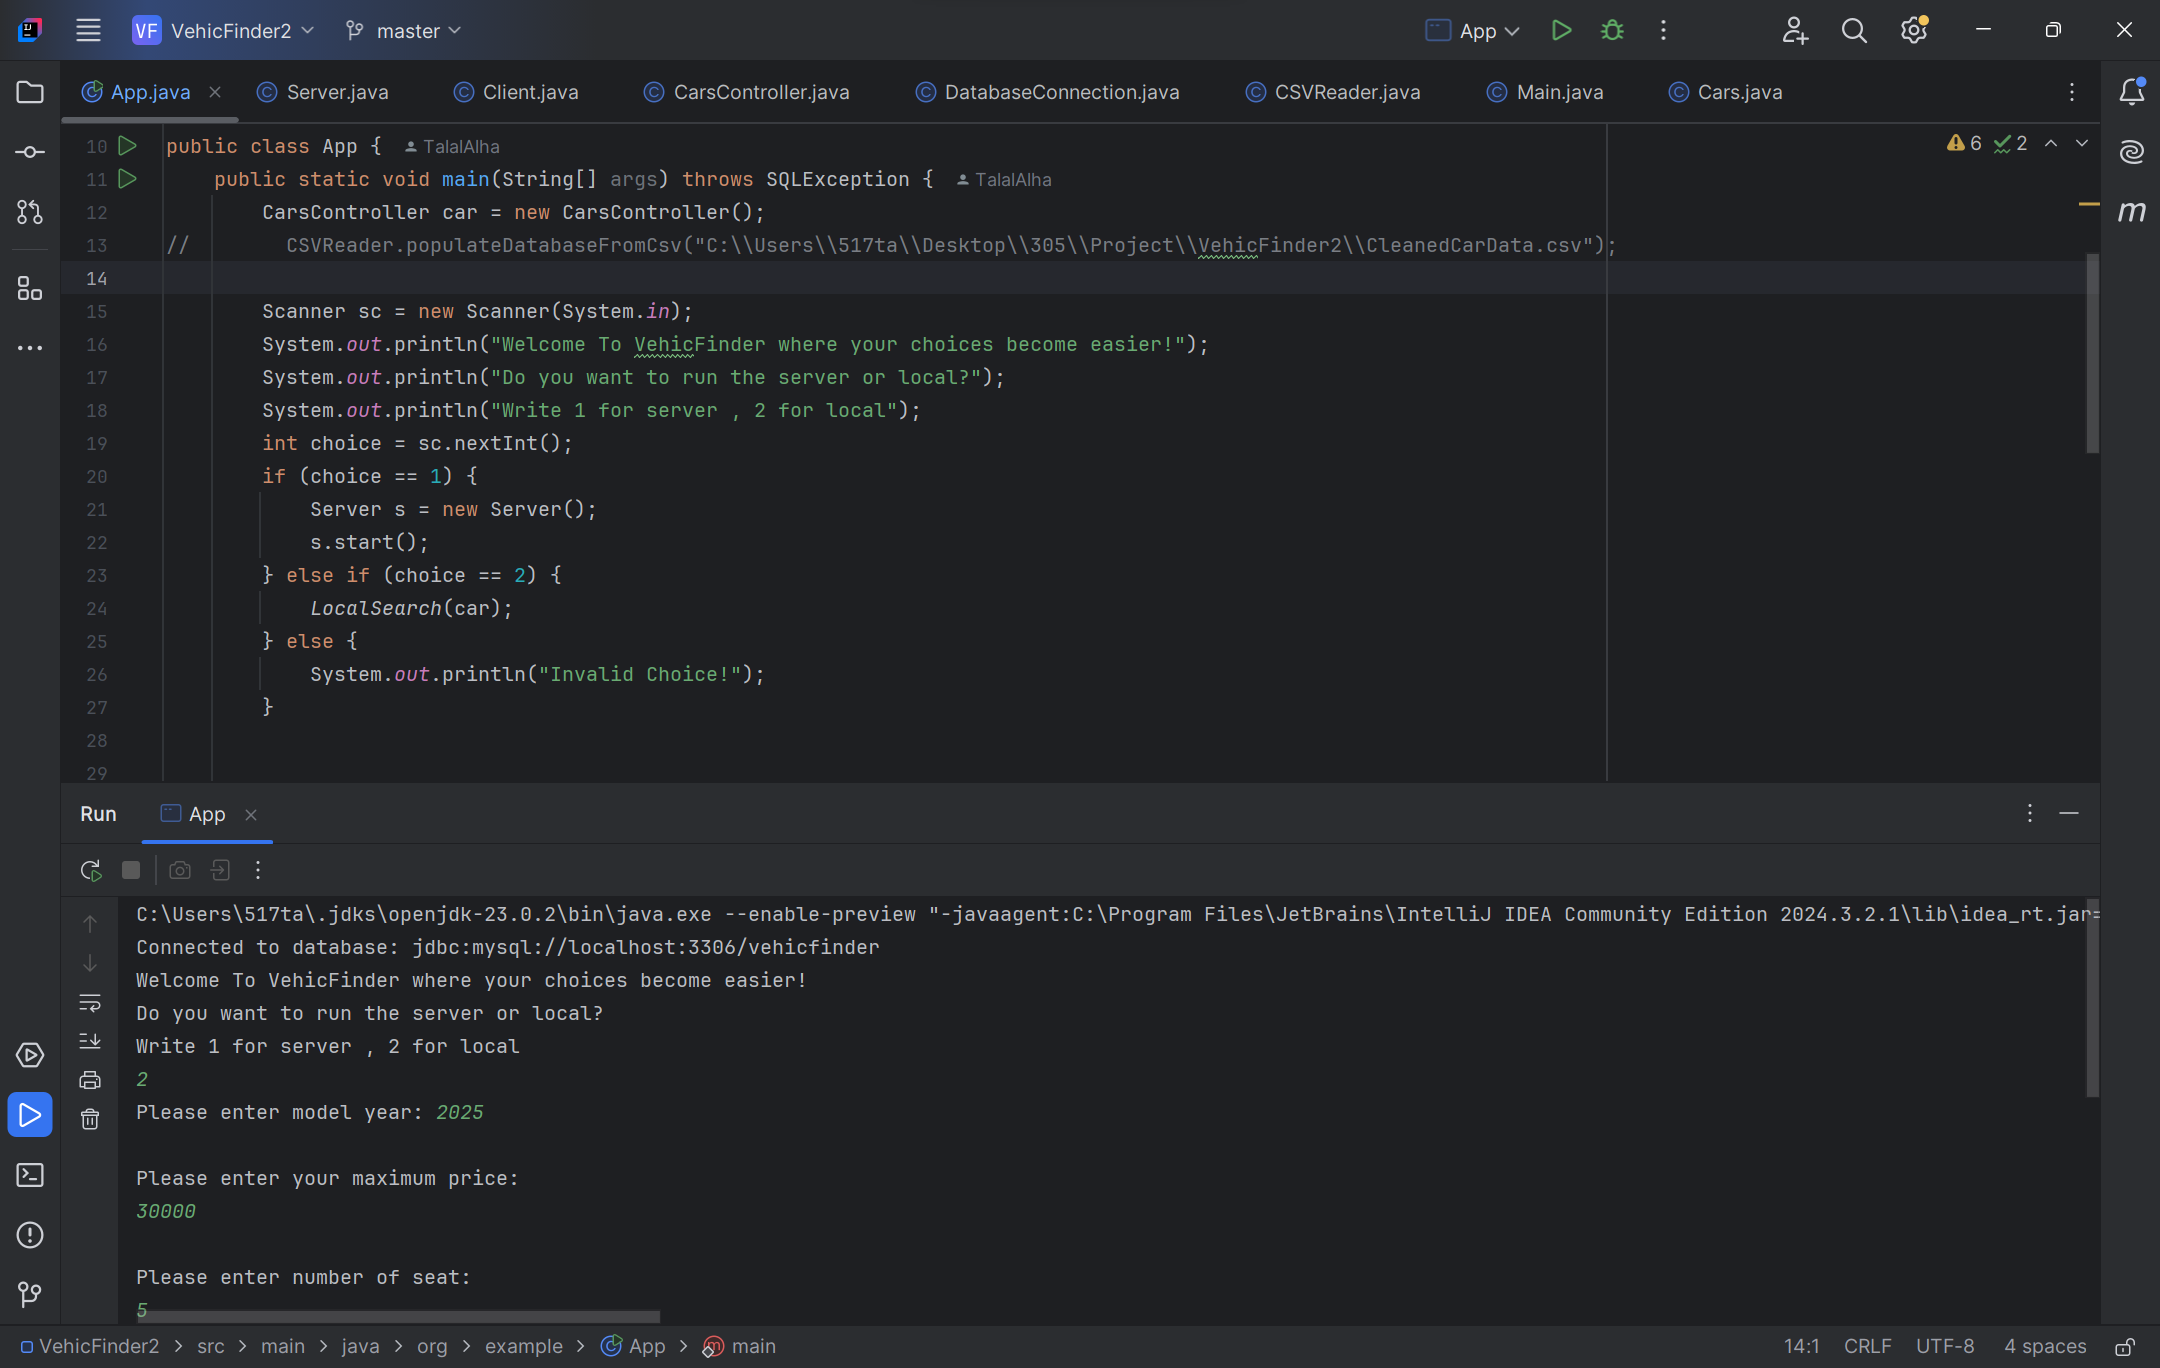 VF VehicFinder2 master App
App.java Server.java Client.java CarsController.java DatabaseConnection.java CSVReader.java Main.java Cars.java
10 public class App { TalalAlha
6 2
11 public static void main(String[] args) throws SQLException { TalalAlha
12 CarsController car = new CarsController();
13 // CSVReader.populateDatabaseFromCsv("C:\\Users\\517ta\\Desktop\\305\\Project\\VehicFinder2\\CleanedCarData.csv");
14
15 Scanner sc = new Scanner(System.in);
16 System.out.println("Welcome To VehicFinder where your choices become easier!");
17 System.out.println("Do you want to run the server or local?");
18 System.out.println("Write 1 for server , 2 for local");
19 int choice = sc.nextInt();
20 if (choice == 1) {
21 Server s = new Server();
22 s.start();
23 } else if (choice == 2) {
24 LocalSearch(car);
25 } else {
26 System.out.println("Invalid Choice!");
27 }
28
29
Run App
C:\Users\517ta\.jdks\openjdk-23.0.2\bin\java.exe --enable-preview "-javaagent:C:\Program Files\JetBrains\IntelliJ IDEA Community Edition 2024.3.2.1\lib\idea_rt.jar=
Connected to database: jdbc:mysql://localhost:3306/vehicfinder
Welcome To VehicFinder where your choices become easier!
Do you want to run the server or local?
Write 1 for server , 2 for local
2
Please enter model year: 2025
Please enter your maximum price:
30000
Please enter number of seat:
5
VehicFinder2 > src > main > java > org > example > App > main 14:1 CRLF UTF-8 4 spaces